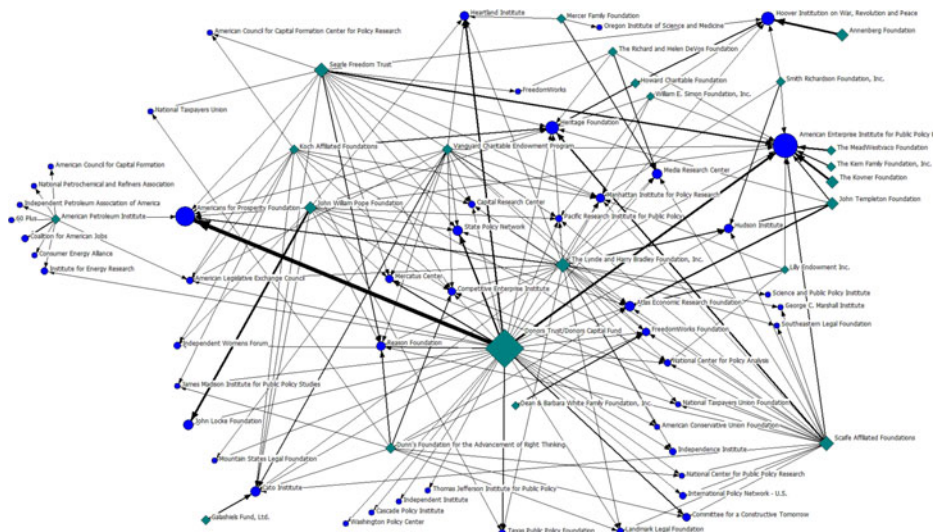 Heartland Institute
Mercer Family Foundation
Hoover Institution on War, Revolution and Peace
Oregon Institute of Science and Medicine
American Council for Capital Formation Center for Policy Research
Annenberg Foundation
The Richard and Helen DeVos Foundation
Searle Freedom Trust
Howard Charitable Foundation
Smith Richardson Foundation, Inc.
FreedomWorks
William E. Simon Foundation, Inc.
National Taxpayers Union
Heritage Foundation
American Enterprise Institute for Public Policy R
Koch Affiliated Foundations
Vanguard Charitable Endowment Program
The MeadWestvaco Foundation
American Council for Capital Formation
The Kern Family Foundation, Inc.
Media Research Center
The Kovner Foundation
National Petrochemical and Refiners Association
Manhattan Institute for Policy Research
John Templeton Foundation
Independent Petroleum Association of America
Capital Research Center
John William Pope Foundation
60 Plus
American Petroleum Institute
Americans for Prosperity Foundation
Pacific Research Institute for Public Policy
State Policy Network
Hudson Institute
Coalition for American Jobs
Consumer Energy Alliance
The Lynde and Harry Bradley Foundation, Inc.
Lilly Endowment Inc.
Institute for Energy Research
American Legislative Exchange Council
Mercatus Center
Competitive Enterprise Institute
Science and Public Policy Institute
Atlas Economic Research Foundation
George C. Marshall Institute
Southeastern Legal Foundation
Donors Trust/Donors Capital Fund
FreedomWorks Foundation
Independent Womens Forum
Reason Foundation
National Center for Policy Analysis
James Madison Institute for Public Policy Studies
Dean & Barbara White Family Foundation, Inc.
National Taxpayers Union Foundation
John Locke Foundation
American Conservative Union Foundation
Dunn's Foundation for the Advancement of Right Thinking
Scaife Affiliated Foundations
Independence Institute
Mountain States Legal Foundation
National Center for Public Policy Research
Cato Institute
Thomas Jefferson Institute for Public Policy
International Policy Network - U.S.
Independent Institute
Cascade Policy Institute
Committee for a Constructive Tomorrow
Gilashiels Fund, Ltd.
Washington Policy Center
Texas Public Policy Foundation
Landmark Legal Foundation